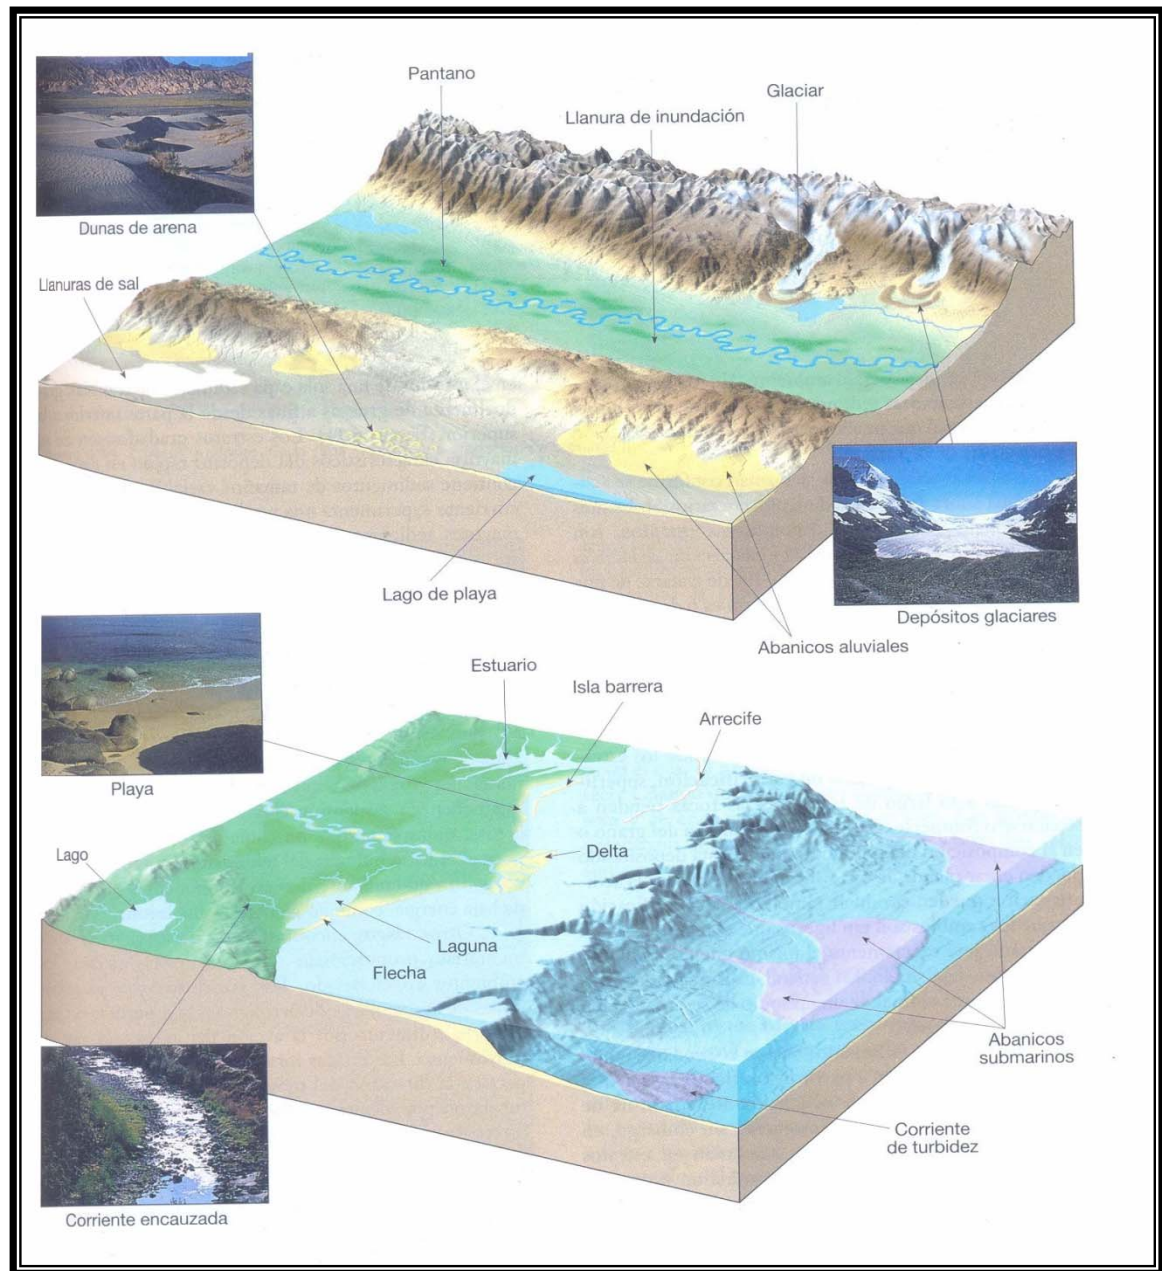 Pantano
Glaciar
Llanura de inundación
Dunas de arena
Llanuras de sal
Lago de playa
Depósitos glaciares
Abanicos aluviales
Estuario
Isla barrera
Arrecife
Playa
Lago
Delta
Laguna
Flecha
Abanicos
submarinos
Corriente
de turbidez
Corriente encauzada